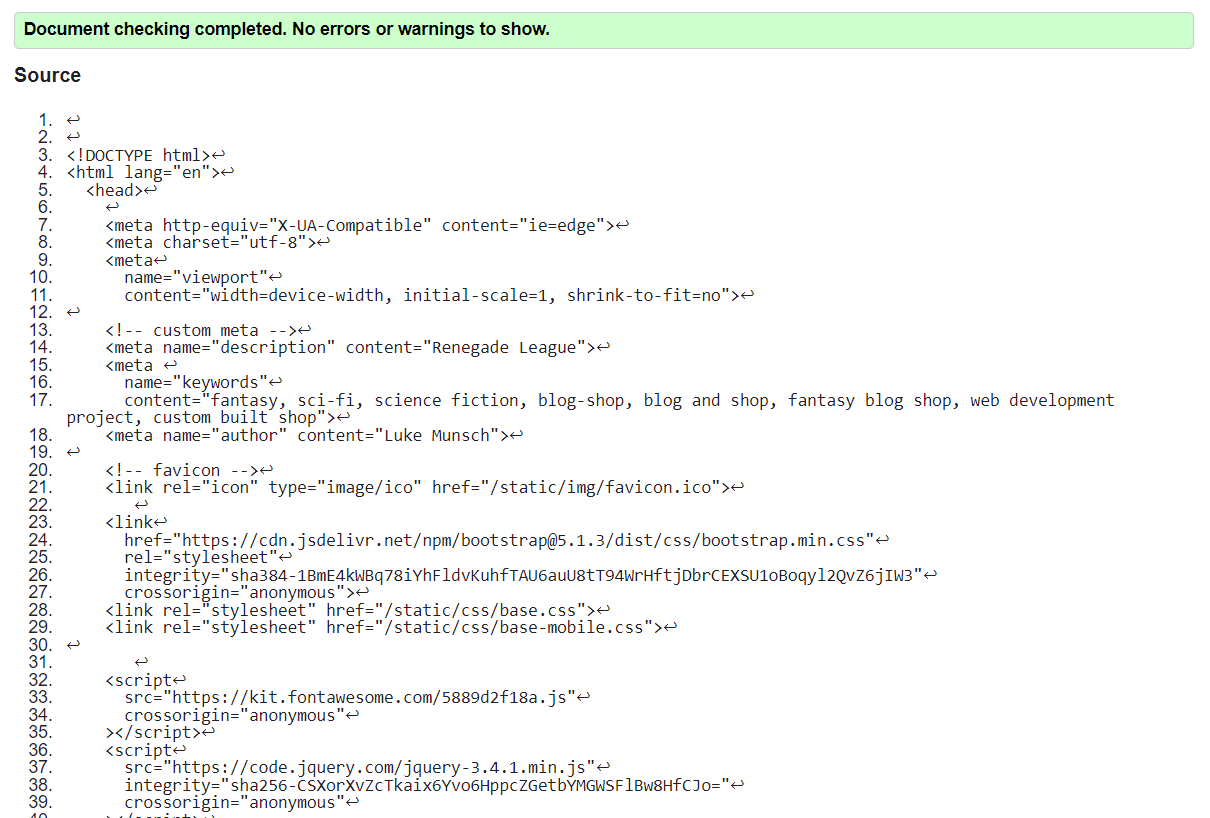 Document checking completed. No errors or warnings to show.
Source
1. ↩
2. ↩
3. <!DOCTYPE html>↩
4. <html lang="en">↩
5. <head>↩
6. ↩
7. <meta http-equiv="X-UA-Compatible" content="ie=edge">↩
8. <meta charset="utf-8">↩
9. <meta↩
10. name="viewport"↩
11. content="width=device-width, initial-scale=1, shrink-to-fit=no">↩
12. ↩
13. <!-- custom meta -->↩
14. <meta name="description" content="Renegade League">↩
15. <meta ↩
16. name="keywords"↩
17. content="fantasy, sci-fi, science fiction, blog-shop, blog and shop, fantasy blog shop, web development
project, custom built shop">↩
18. <meta name="author" content="Luke Munsch">↩
19. ↩
20. <!-- favicon -->↩
21. <link rel="icon" type="image/ico" href="/static/img/favicon.ico">↩
22. ↩
23. <link↩
24. href="https://cdn.jsdelivr.net/npm/bootstrap@5.1.3/dist/css/bootstrap.min.css"↩
25. rel="stylesheet"↩
26. integrity="sha384-1BmE4kWBq78iYhFldvKuhfTAU6auU8tT94WrHftjDbrCEXSU1oBoqyl2QvZ6jIW3"↩
27. crossorigin="anonymous">↩
28. <link rel="stylesheet" href="/static/css/base.css">↩
29. <link rel="stylesheet" href="/static/css/base-mobile.css">↩
30. ↩
31. ↩
32. <script↩
33. src="https://kit.fontawesome.com/5889d2f18a.js"↩
34. crossorigin="anonymous"↩
35. ></script>↩
36. <script↩
37. src="https://code.jquery.com/jquery-3.4.1.min.js"↩
38. integrity="sha256-CSXorXvZcTkaix6Yvo6HppcZGetbYMGWSFlBw8HfCJo="↩
39. crossorigin="anonymous"↩